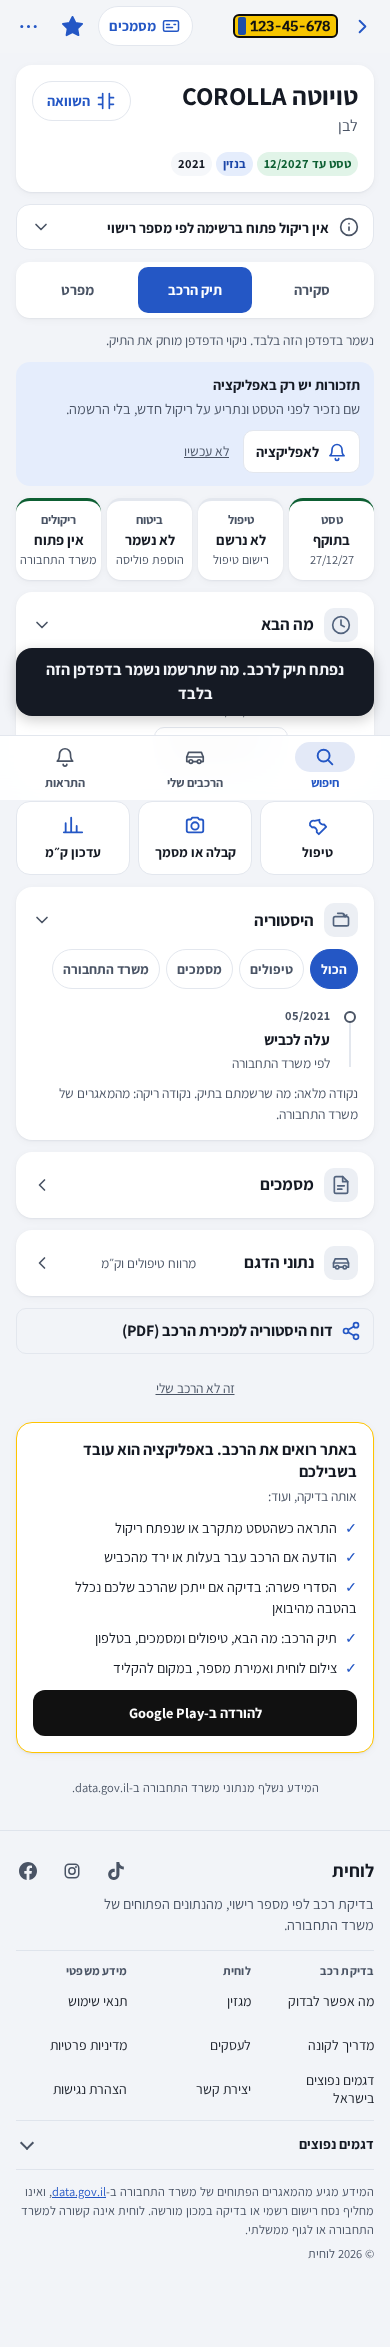 123-45-678
מסמכים
טויוטה COROLLA
השוואה
לבן
טסט עד 12/2027
בנזין
2021
אין ריקול פתוח ברשימה לפי מספר רישוי
סקירה
תיק הרכב
מפרט
נשמר בדפדפן הזה בלבד. ניקוי הדפדפן מוחק את התיק.
תזכורות יש רק באפליקציה
שם נזכיר לפני הטסט ונתריע על ריקול חדש, בלי הרשמה.
לאפליקציה
לא עכשיו
טסט
בתוקף
27/12/27
טיפול
לא נרשם
רישום טיפול
ביטוח
לא נשמר
הוספת פוליסה
ריקולים
אין פתוח
משרד התחבורה
מה הבא
נפתח תיק לרכב. מה שתרשמו נשמר בדפדפן הזה
בלבד
חיפוש
הרכבים שלי
התראות
טיפול
קבלה או מסמך
עדכון ק״מ
היסטוריה
הכול
טיפולים
מסמכים
משרד התחבורה
05/2021
עלה לכביש
לפי משרד התחבורה
נקודה מלאה: מה שרשמתם בתיק. נקודה ריקה: מהמאגרים של
משרד התחבורה.
מסמכים
נתוני הדגם
מרווח טיפולים וק״מ
דוח היסטוריה למכירת הרכב (PDF)
זה לא הרכב שלי
באתר רואים את הרכב. באפליקציה הוא עובד
בשבילכם
אותה בדיקה, ועוד:
✓ התראה כשהטסט מתקרב או שנפתח ריקול
✓ הודעה אם הרכב עבר בעלות או ירד מהכביש
✓ הסדרי פשרה: בדיקה אם ייתכן שהרכב שלכם נכלל
בהטבה מהיבואן
✓ תיק הרכב: מה הבא, טיפולים ומסמכים, בטלפון
✓ צילום לוחית ואמירת מספר, במקום להקליד
להורדה ב-Google Play
המידע נשלף מנתוני משרד התחבורה ב-data.gov.il.
לוחית
בדיקת רכב לפי מספר רישוי, מהנתונים הפתוחים של
משרד התחבורה.
בדיקת רכב
לוחית
מידע משפטי
מה אפשר לבדוק
מגזין
תנאי שימוש
מדריך לקונה
לעסקים
מדיניות פרטיות
דגמים נפוצים
בישראל
יצירת קשר
הצהרת נגישות
דגמים נפוצים
המידע מגיע מהמאגרים הפתוחים של משרד התחבורה ב-data.gov.il, ואינו
מחליף נסח רישום רשמי או בדיקה במכון מורשה. לוחית אינה קשורה למשרד
התחבורה או לגוף ממשלתי.
© 2026 לוחית